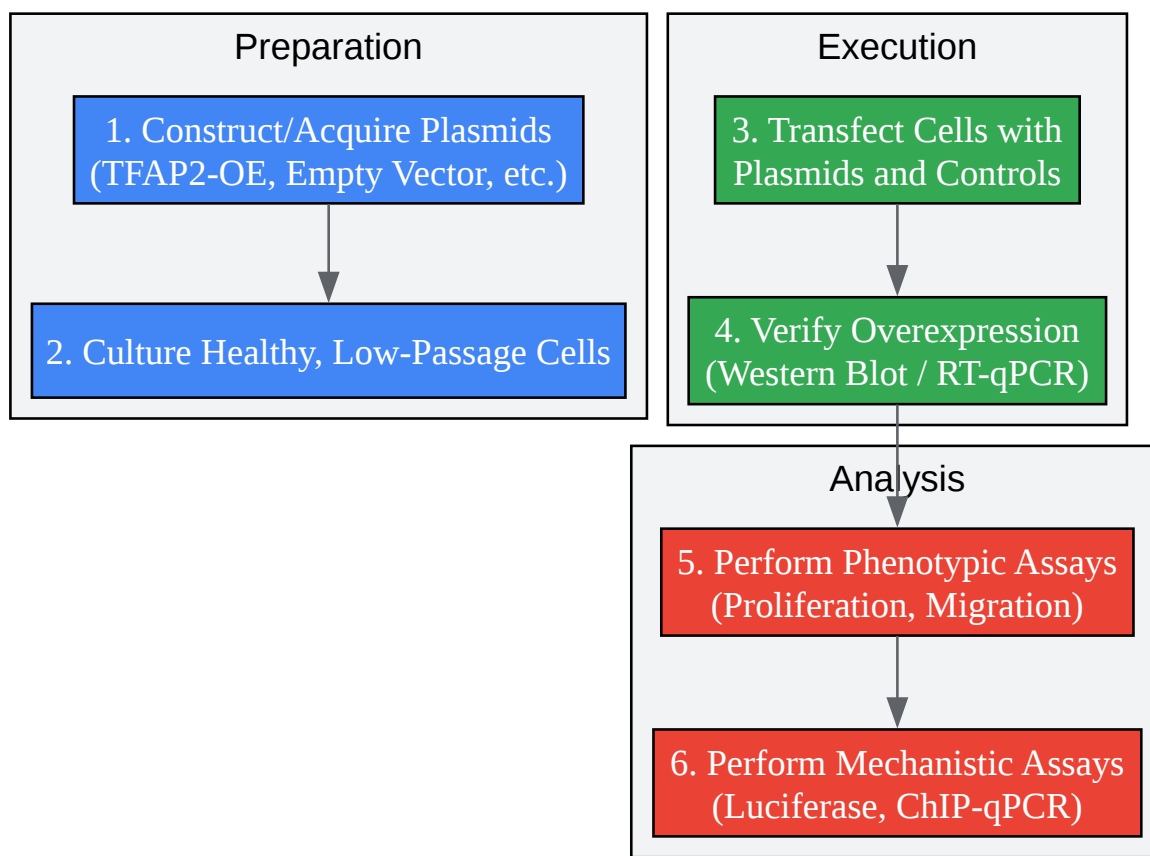 Preparation
1. Construct/Acquire Plasmids
(TFAP2-OE, Empty Vector, etc.)
2. Culture Healthy, Low-Passage Cells
Execution
3. Transfect Cells with
Plasmids and Controls
4. Verify Overexpression
(Western Blot / RT-qPCR)
Analysis
5. Perform Phenotypic Assays
(Proliferation, Migration)
6. Perform Mechanistic Assays
(Luciferase, ChIP-qPCR)